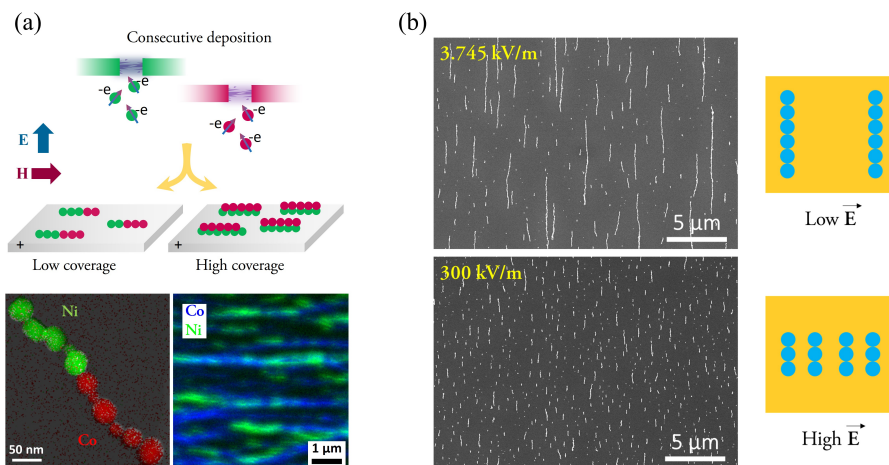 (a)
Consecutive deposition
-e
-e
-e
-e
-e
-e
E
H
+
+
Low coverage
High coverage
Ni
Co
50 nm
Co
Ni
1 µm
(b)
3.745 kV/m
5 µm
Low E
300 kV/m
5 µm
High E